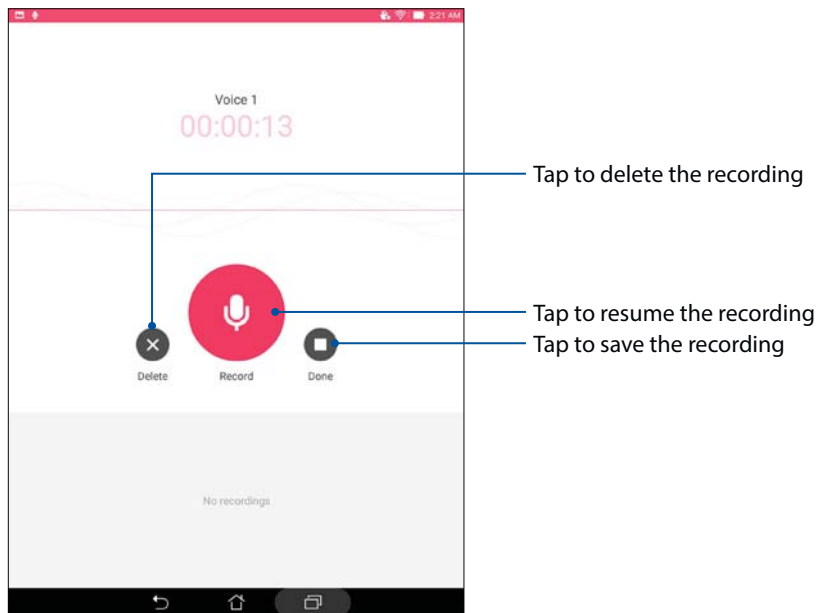 2:21 AM
Voice 1
00:00:13
Tap to delete the recording
Tap to resume the recording
Tap to save the recording
Delete
Record
Done
No recordings